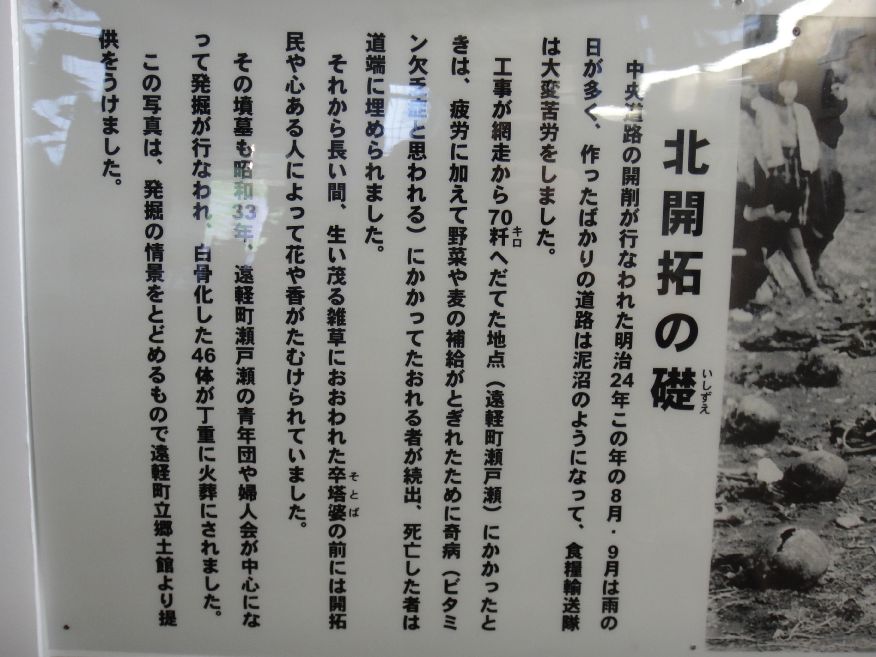 北開拓の礎
いしずえ
中央道路の開削が行なわれた明治24年この年の8月・9月は雨の
日が多く、作ったばかりの道路は泥沼のようになって、食糧輸送隊
は大変苦労をしました。
工事が網走から70粁へだてた地点（遠軽町瀬戸瀬）にかかったと
キロ
きは、疲労に加えて野菜や麦の補給がとぎれたために奇病（ビタミ
ン欠乏症と思われる）にかかってたおれる者が続出、死亡した者は
道端に埋められました。
それから長い間、生い茂る雑草におおわれた卒塔婆の前には開拓
そとば
民や心ある人によって花や香がたむけられていました。
その墳墓も昭和33年、遠軽町瀬戸瀬の青年団や婦人会が中心にな
って発掘が行なわれ、白骨化した46体が丁重に火葬にされました。
この写真は、発掘の情景をとどめるもので遠軽町立郷土館より提
供をうけました。